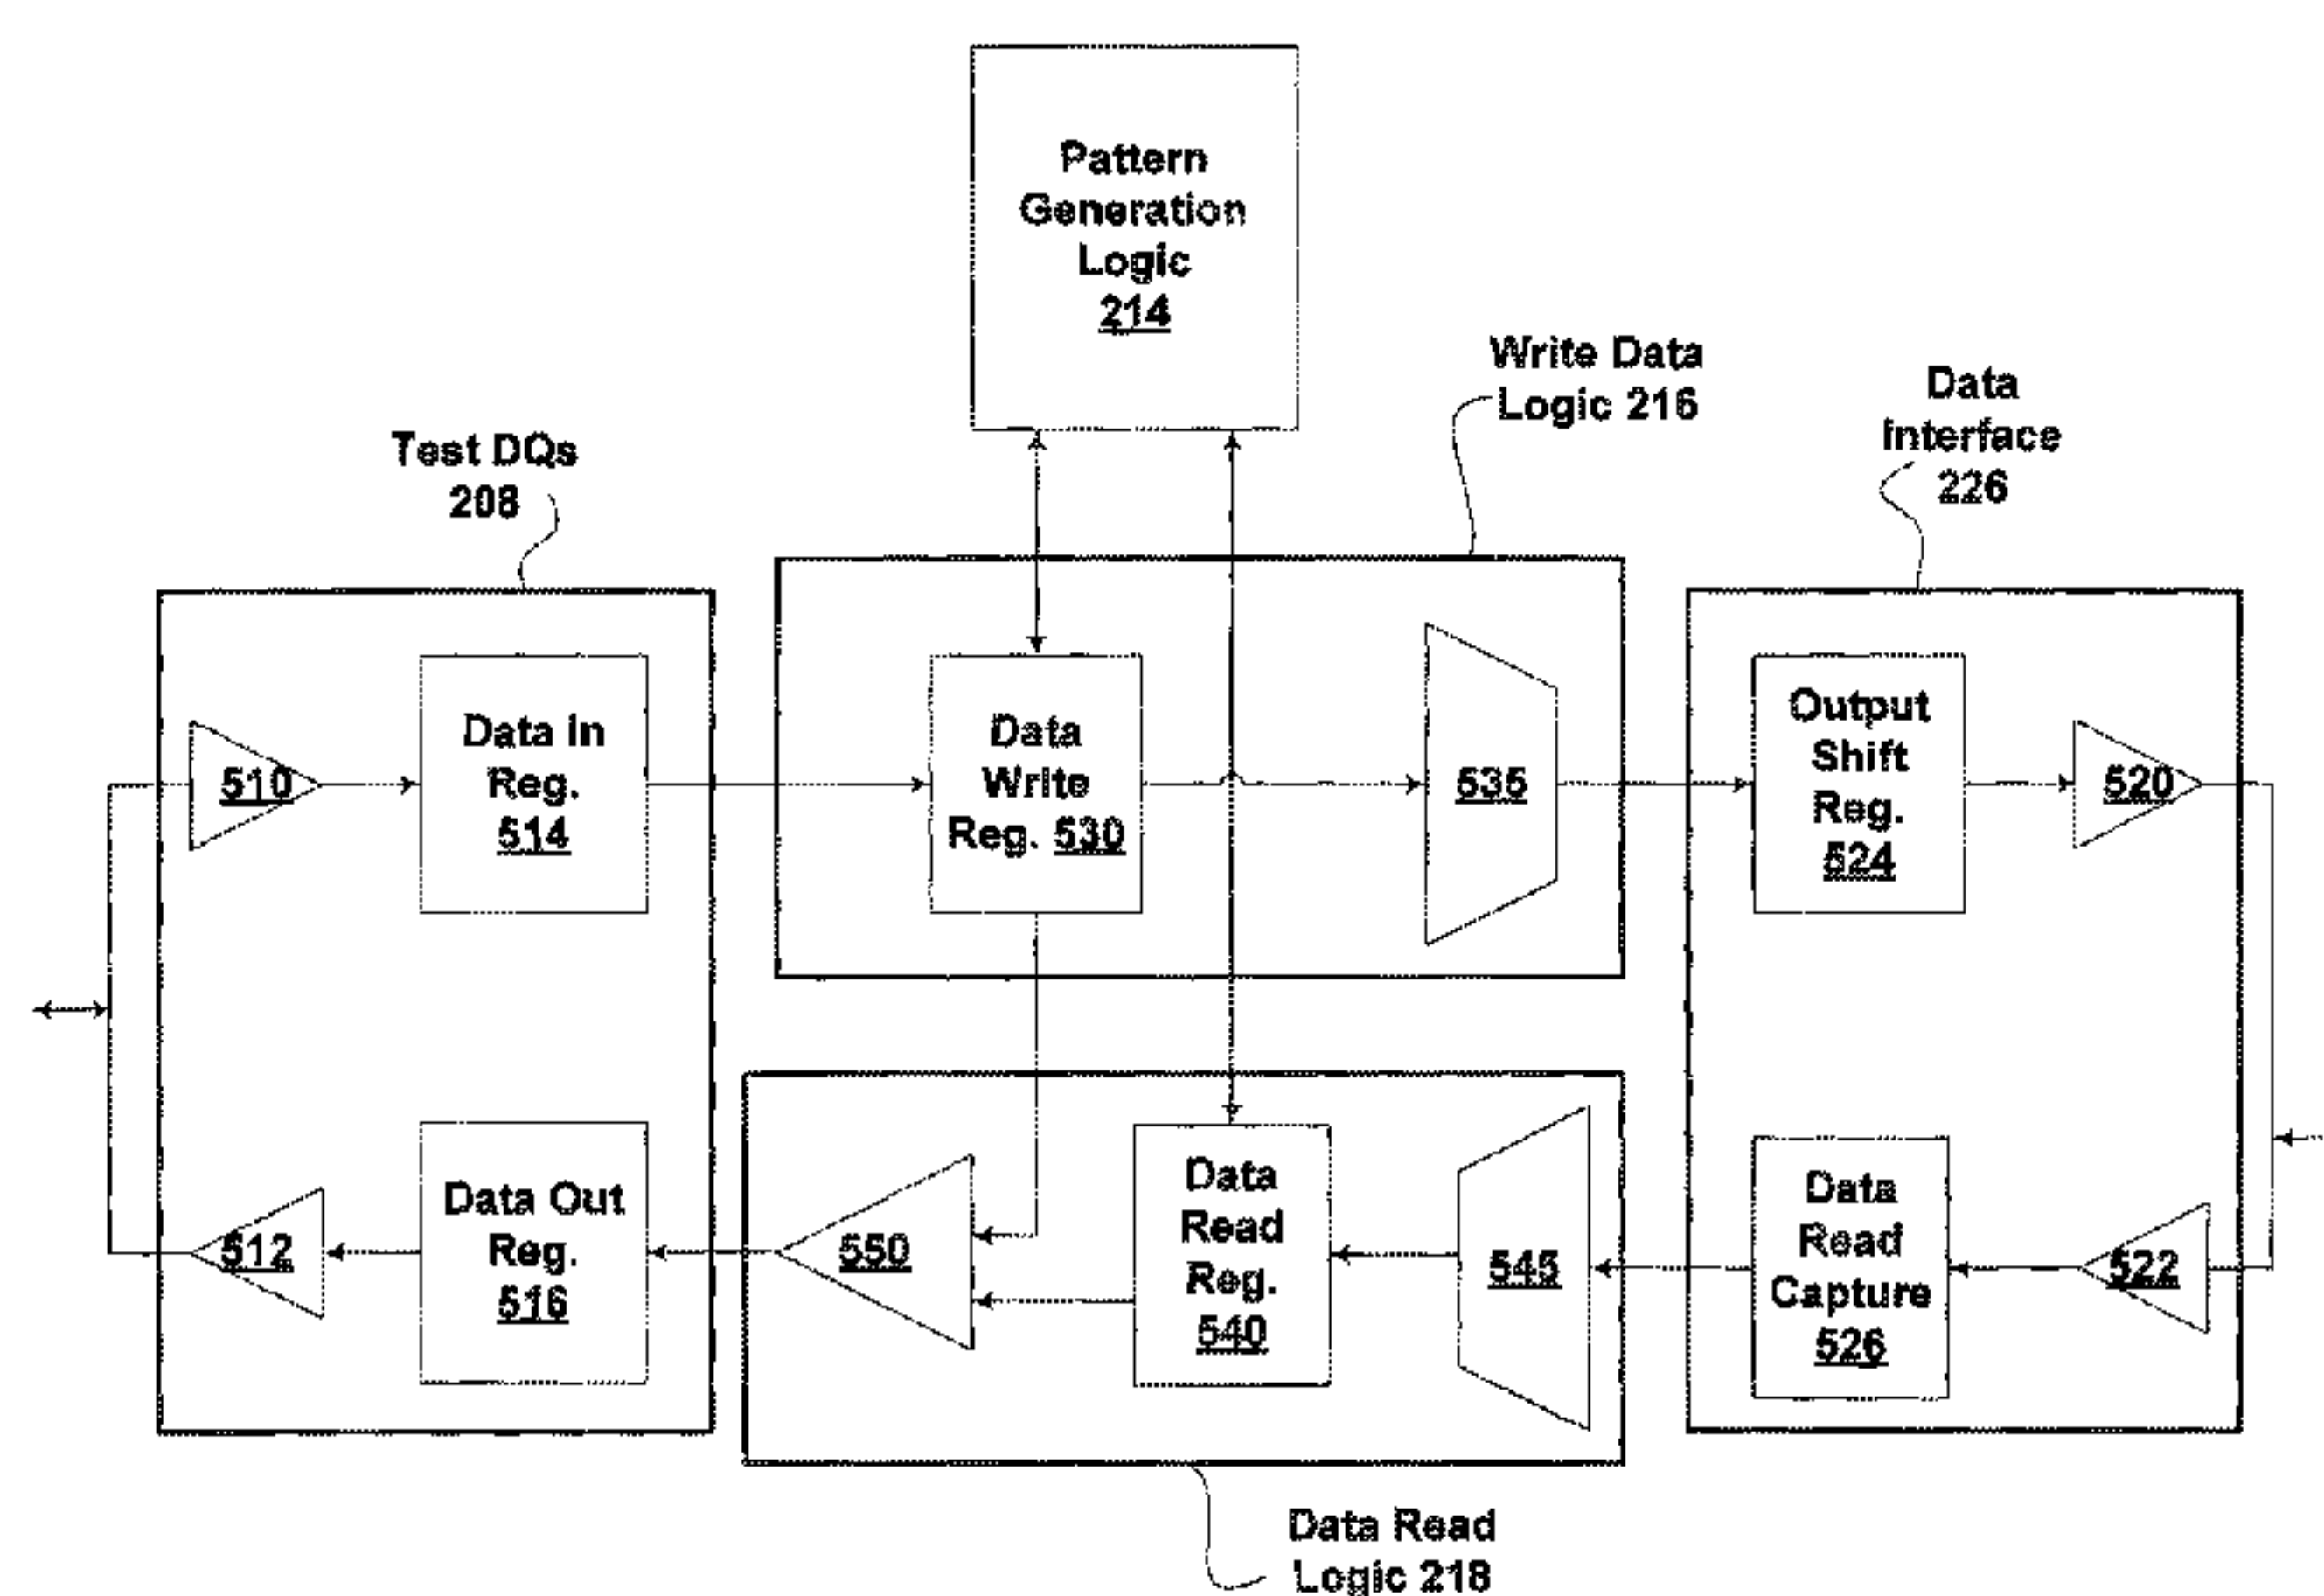 Pattern
Generation
Logic
214
Write Data
Logic 216
Data
Interface
226
Test DQs
208
510
Data in
Reg.
514
Data
Write
Reg. 530
535
Output
Shift
Reg.
524
520
512
Data Out
Reg.
516
550
Data
Read
Reg.
540
545
Data
Read
Capture
526
522
Data Read
Logic 218